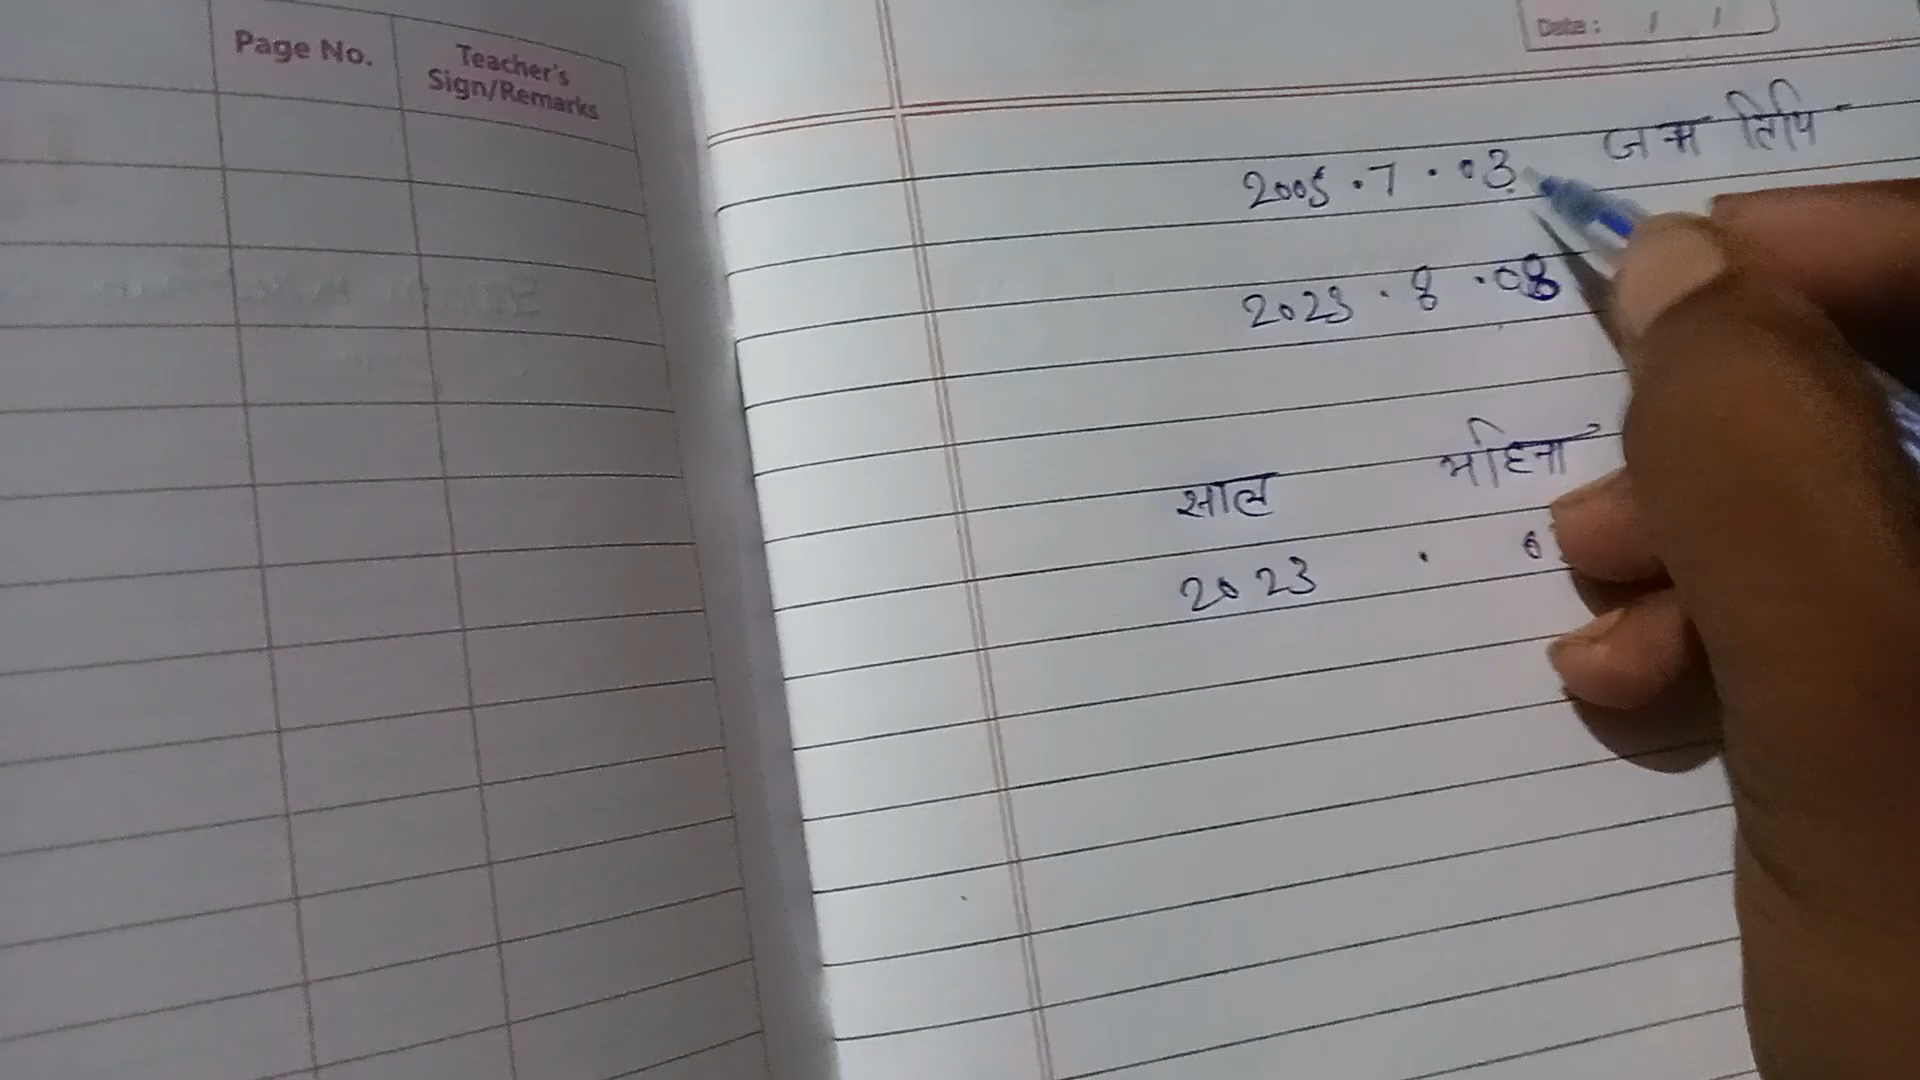 Page No.
Teacher's
Sign/Remarks
Date :
2005 . 7 . 03 जन्म तिथि
2023 . 8 . 08
साल महिना
2023 .